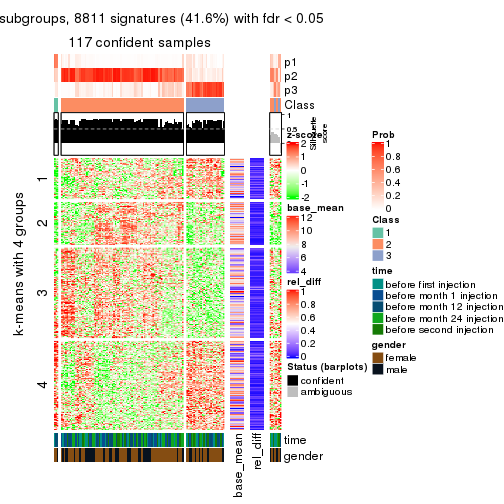 subgroups, 8811 signatures (41.6%) with fdr < 0.05
117 confident samples
p1
p2
p3
Class
1
0.5
0
Silhouette
score
k-means with 4 groups
1
2
3
4
time
gender
base_mean
rel_diff
z-score
2
1
0
-1
-2
base_mean
12
10
8
6
4
rel_diff
1
0.8
0.6
0.4
0.2
0
Status (barplots)
confident
ambiguous
Prob
1
0.8
0.6
0.4
0.2
0
Class
1
2
3
time
before first injection
before month 1 injection
before month 12 injection
before month 24 injection
before second injection
gender
female
male